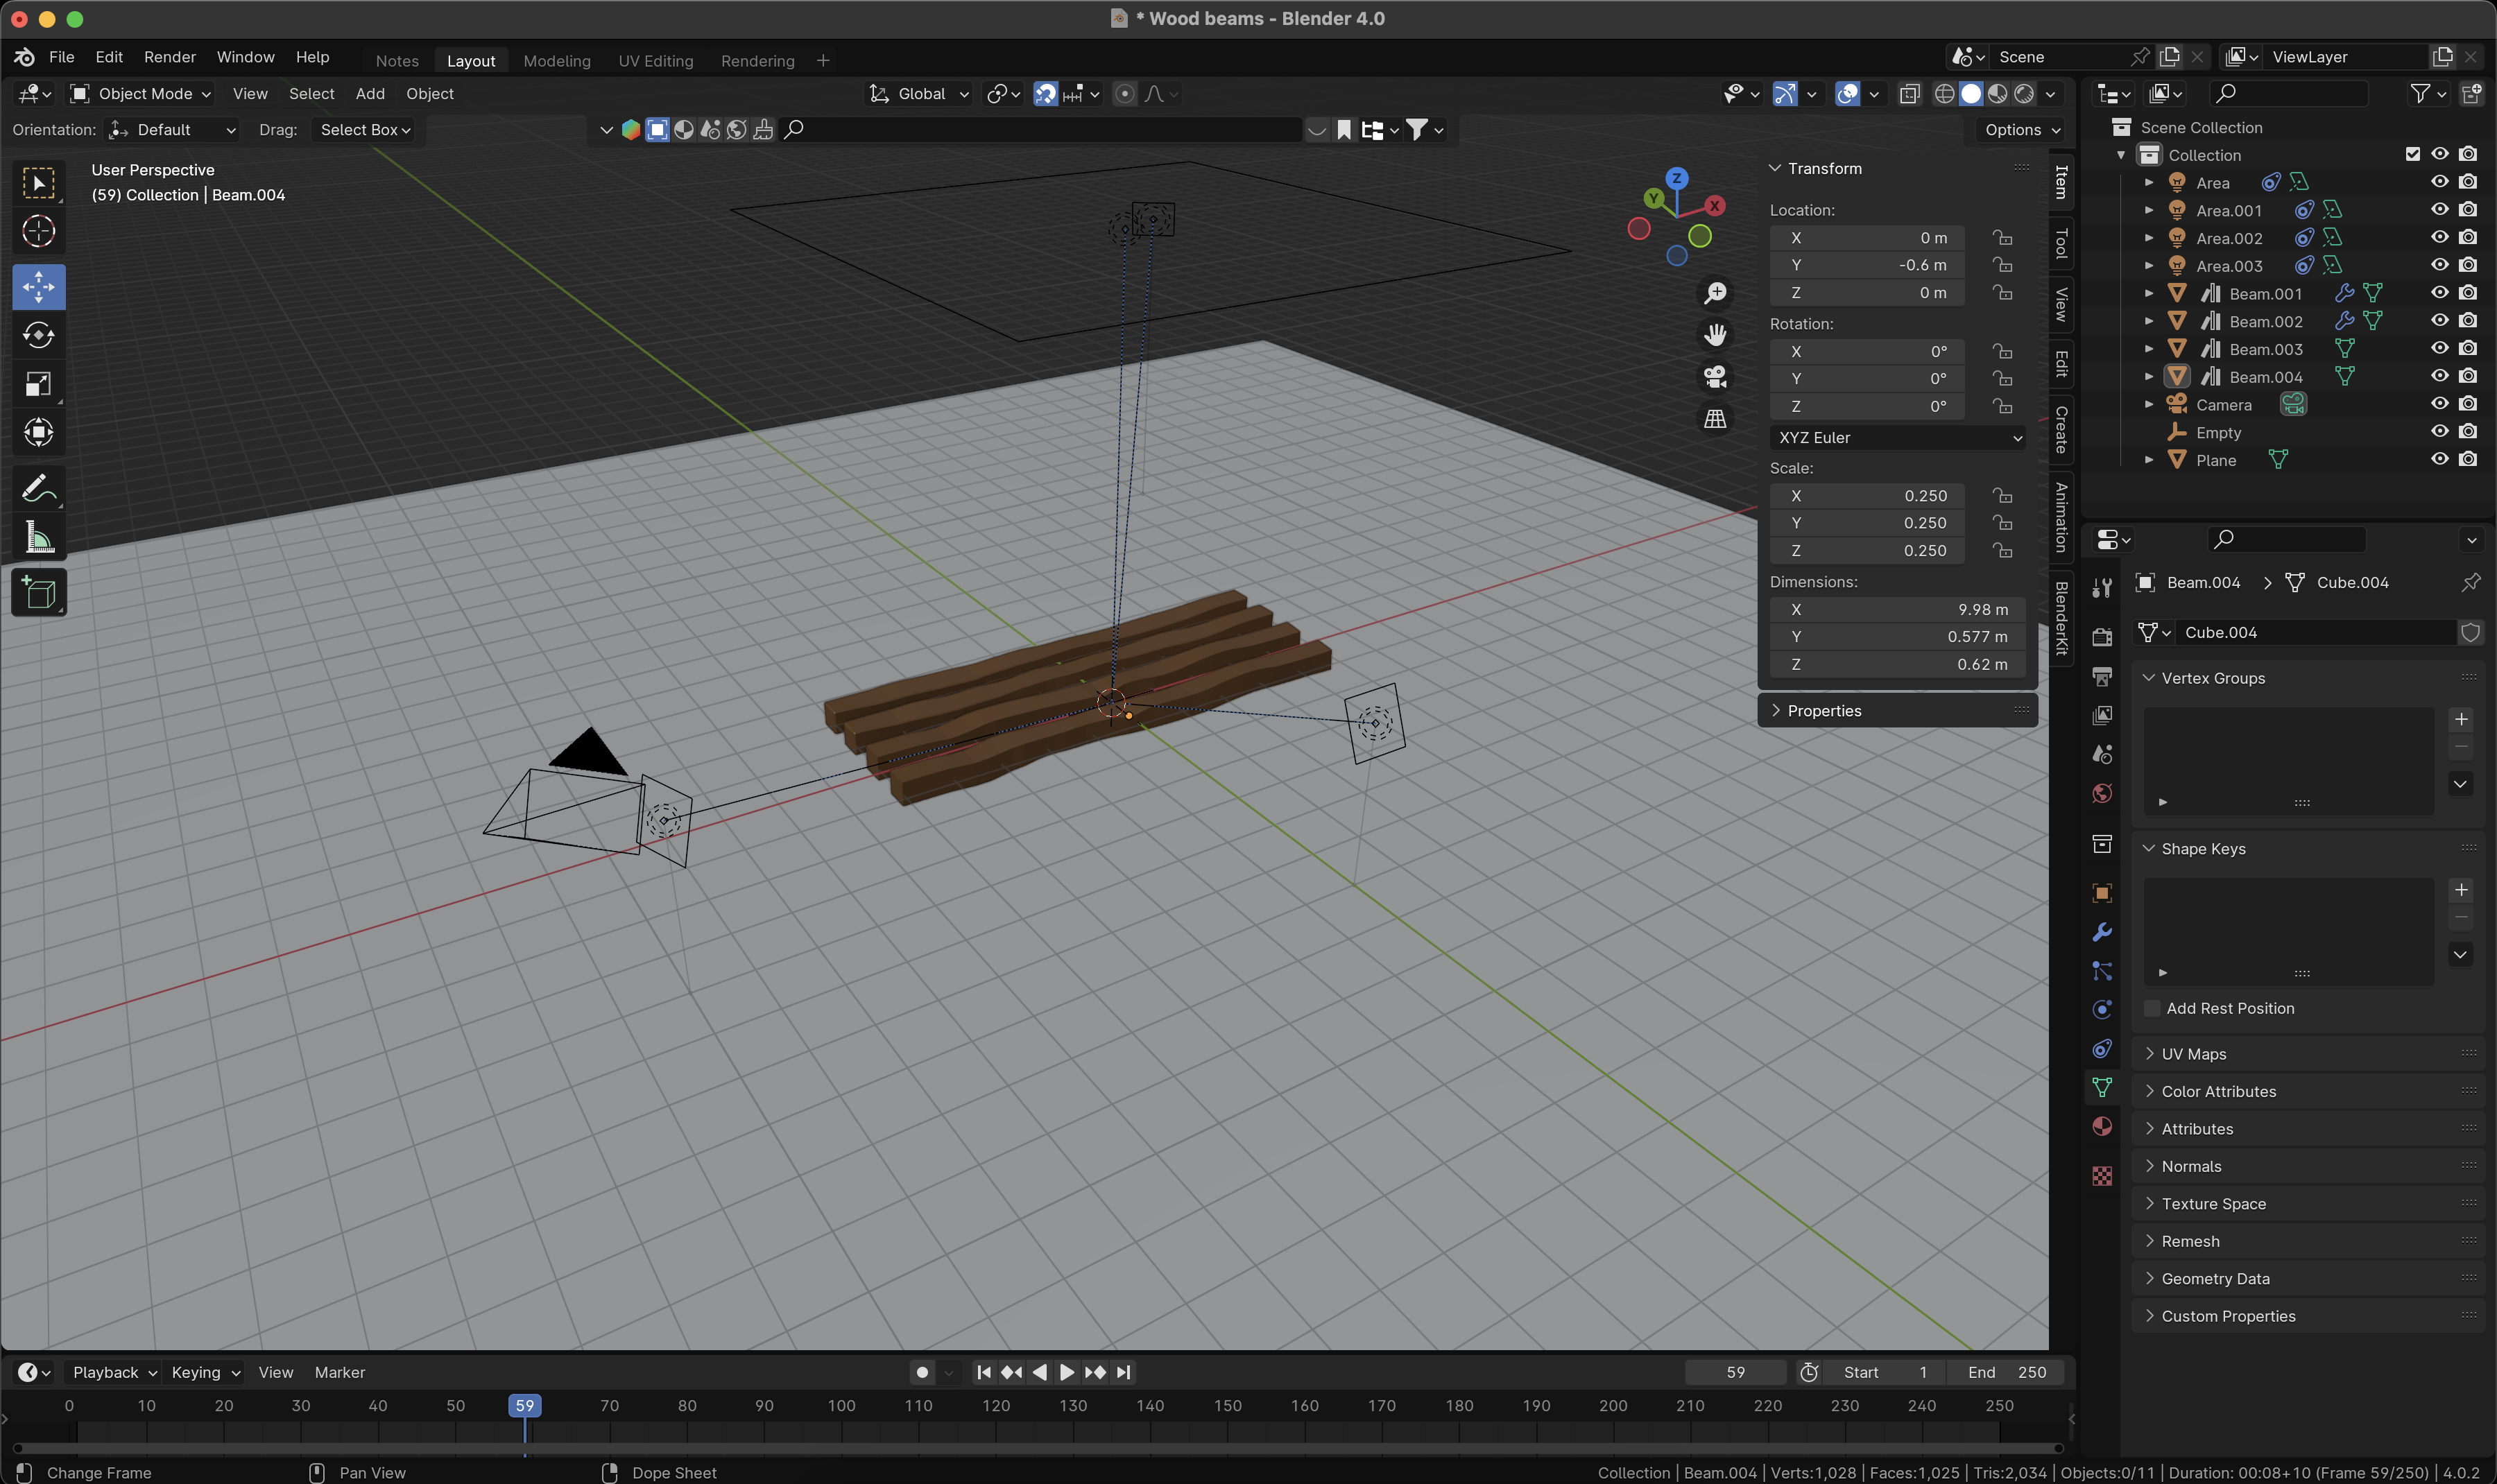 * Wood beams - Blender 4.0
File Edit Render Window Help Notes Layout Modeling UV Editing Rendering + Scene ViewLayer
Object Mode View Select Add Object Global
Orientation: Default Drag: Select Box Options
User Perspective
(59) Collection | Beam.004
Z
Y
X
Transform
Location:
X 0 m
Y -0.6 m
Z 0 m
Rotation:
X 0°
Y 0°
Z 0°
XYZ Euler
Scale:
X 0.250
Y 0.250
Z 0.250
Dimensions:
X 9.98 m
Y 0.577 m
Z 0.62 m
Properties
Item
Tool
View
Edit
Create
Animation
BlenderKit
Scene Collection
Collection
Area
Area.001
Area.002
Area.003
Beam.001
Beam.002
Beam.003
Beam.004
Camera
Empty
Plane
Beam.004 > Cube.004
Cube.004
Vertex Groups
Shape Keys
Add Rest Position
UV Maps
Color Attributes
Attributes
Normals
Texture Space
Remesh
Geometry Data
Custom Properties
Playback Keying View Marker 59 Start 1 End 250
0 10 20 30 40 50 59 70 80 90 100 110 120 130 140 150 160 170 180 190 200 210 220 230 240 250
Change Frame Pan View Dope Sheet Collection | Beam.004 | Verts:1,028 | Faces:1,025 | Tris:2,034 | Objects:0/11 | Duration: 00:08+10 (Frame 59/250) | 4.0.2